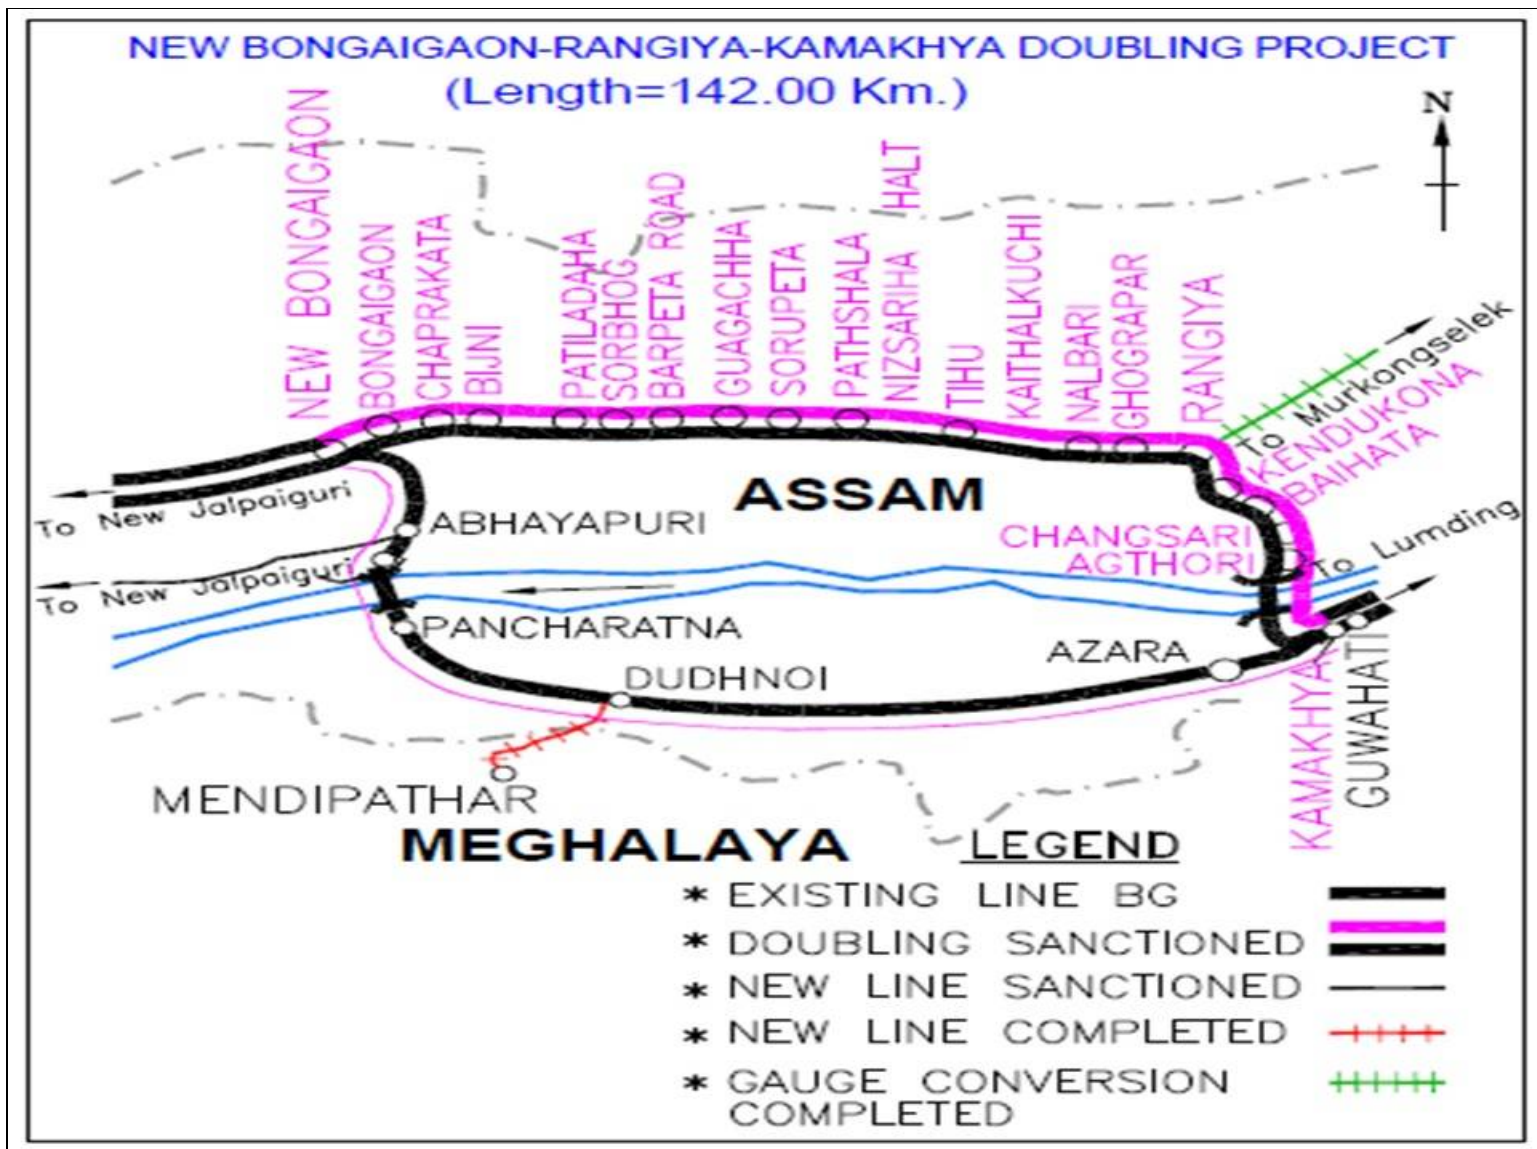 NEW BONGAIGAON-RANGIYA-KAMAKHYA DOUBLING PROJECT
(Length=142.00 Km.)
N
NEW BONGAIGAON
BONGAIGAON
CHAPRAKATA
BIJNI
PATILADAHA
SORBHOG
BARPETA ROAD
GUAGACHHA
SORUPETA
PATHSHALA
NIZSARIHA HALT
TIHU
KAITHALKUCHI
NALBARI
GHOGRAPAR
RANGIYA
To Murkongselek
KENDUKONA
BAIHATA
ASSAM
To New Jalpaiguri
ABHAYAPURI
CHANGSARI
AGTHORI
To Lumding
To New Jalpaiguri
PANCHARATNA
AZARA
DUDHNOI
KAMAKHYA
GUWAHATI
MENDIPATHAR
MEGHALAYA
LEGEND
* EXISTING LINE BG
* DOUBLING SANCTIONED
* NEW LINE SANCTIONED
* NEW LINE COMPLETED
* GAUGE CONVERSION
COMPLETED